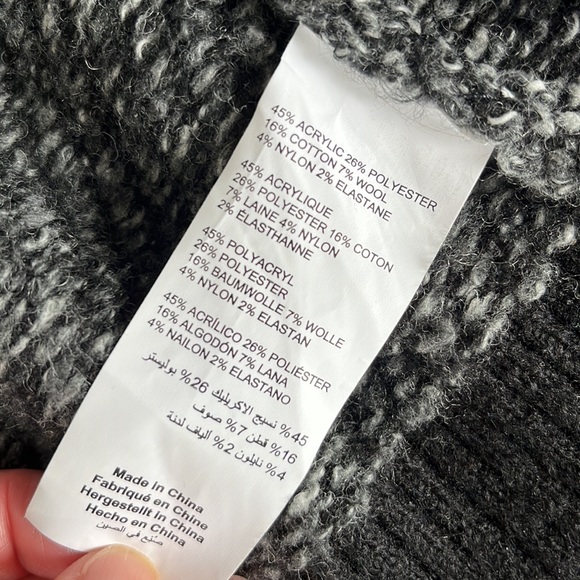 45% ACRYLIC 26% POLYESTER
16% COTTON 7% WOOL
4% NYLON 2% ELASTANE
45% ACRYLIQUE
26% POLYESTER 16% COTON
7% LAINE 4% NYLON
2% ÉLASTHANNE
45% POLYACRYL
26% POLYESTER
16% BAUMWOLLE 7% WOLLE
4% NYLON 2% ELASTAN
45% ACRÍLICO 26% POLIÉSTER
16% ALGODÓN 7% LANA
4% NAILON 2% ELASTANO
45% نسيج الاكريليك 26% بوليستر
16% قطن 7% صوف
4% نايلون 2% ألياف لدنة
Made in China
Fabriqué en Chine
Hergestellt in China
Hecho en China
صنع في الصين